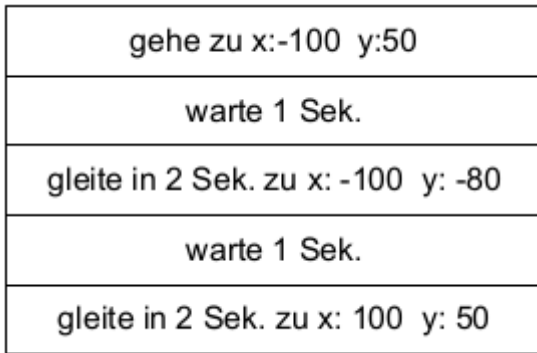 gehe zu x:-100 y:50
warte 1 Sek.
gleite in 2 Sek. zu x: -100 y: -80
warte 1 Sek.
gleite in 2 Sek. zu x: 100 y: 50